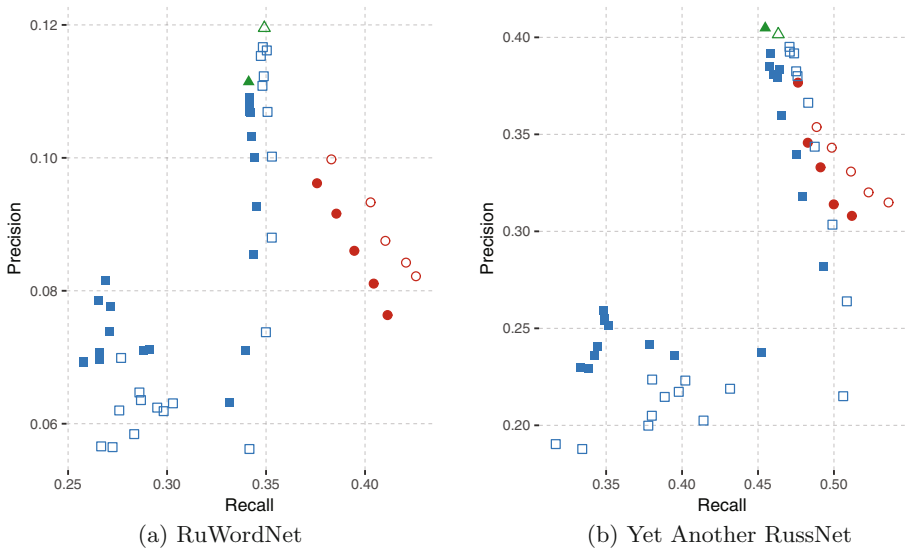 0.12
0.10
0.08
0.06
Precision
0.25 0.30 0.35 0.40
Recall
(a) RuWordNet
0.40
0.35
0.30
0.25
0.20
Precision
0.35 0.40 0.45 0.50
Recall
(b) Yet Another RussNet